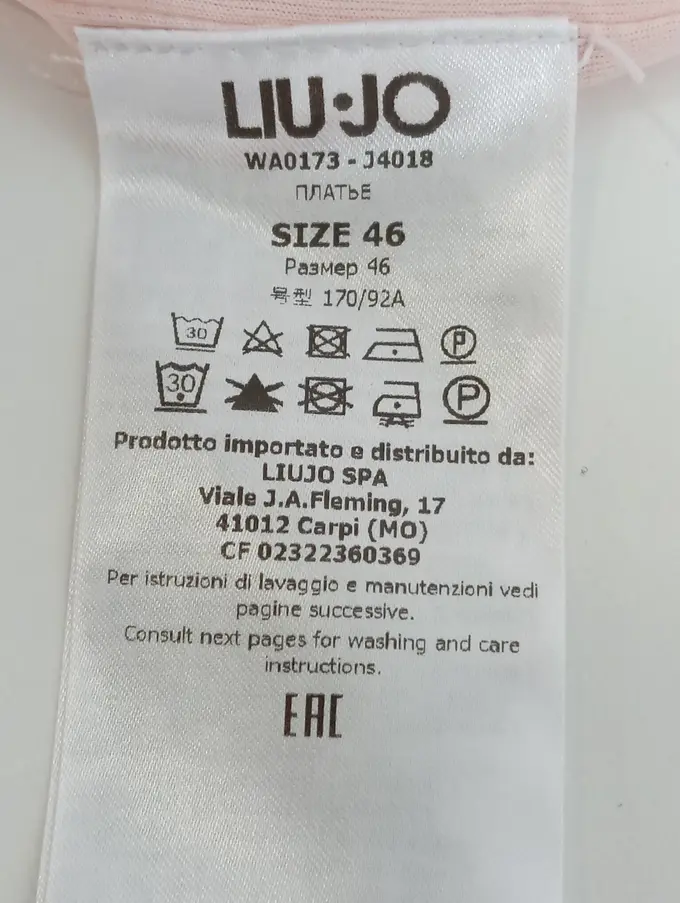 LIU·JO
WA0173 - J4018
ПЛАТЬЕ
SIZE 46
Размер 46
号型 170/92A
30 P
30 P
Prodotto importato e distribuito da:
LIUJO SPA
Viale J.A.Fleming, 17
41012 Carpi (MO)
CF 02322360369
Per istruzioni di lavaggio e manutenzioni vedi
pagine successive.
Consult next pages for washing and care
instructions.
EAC